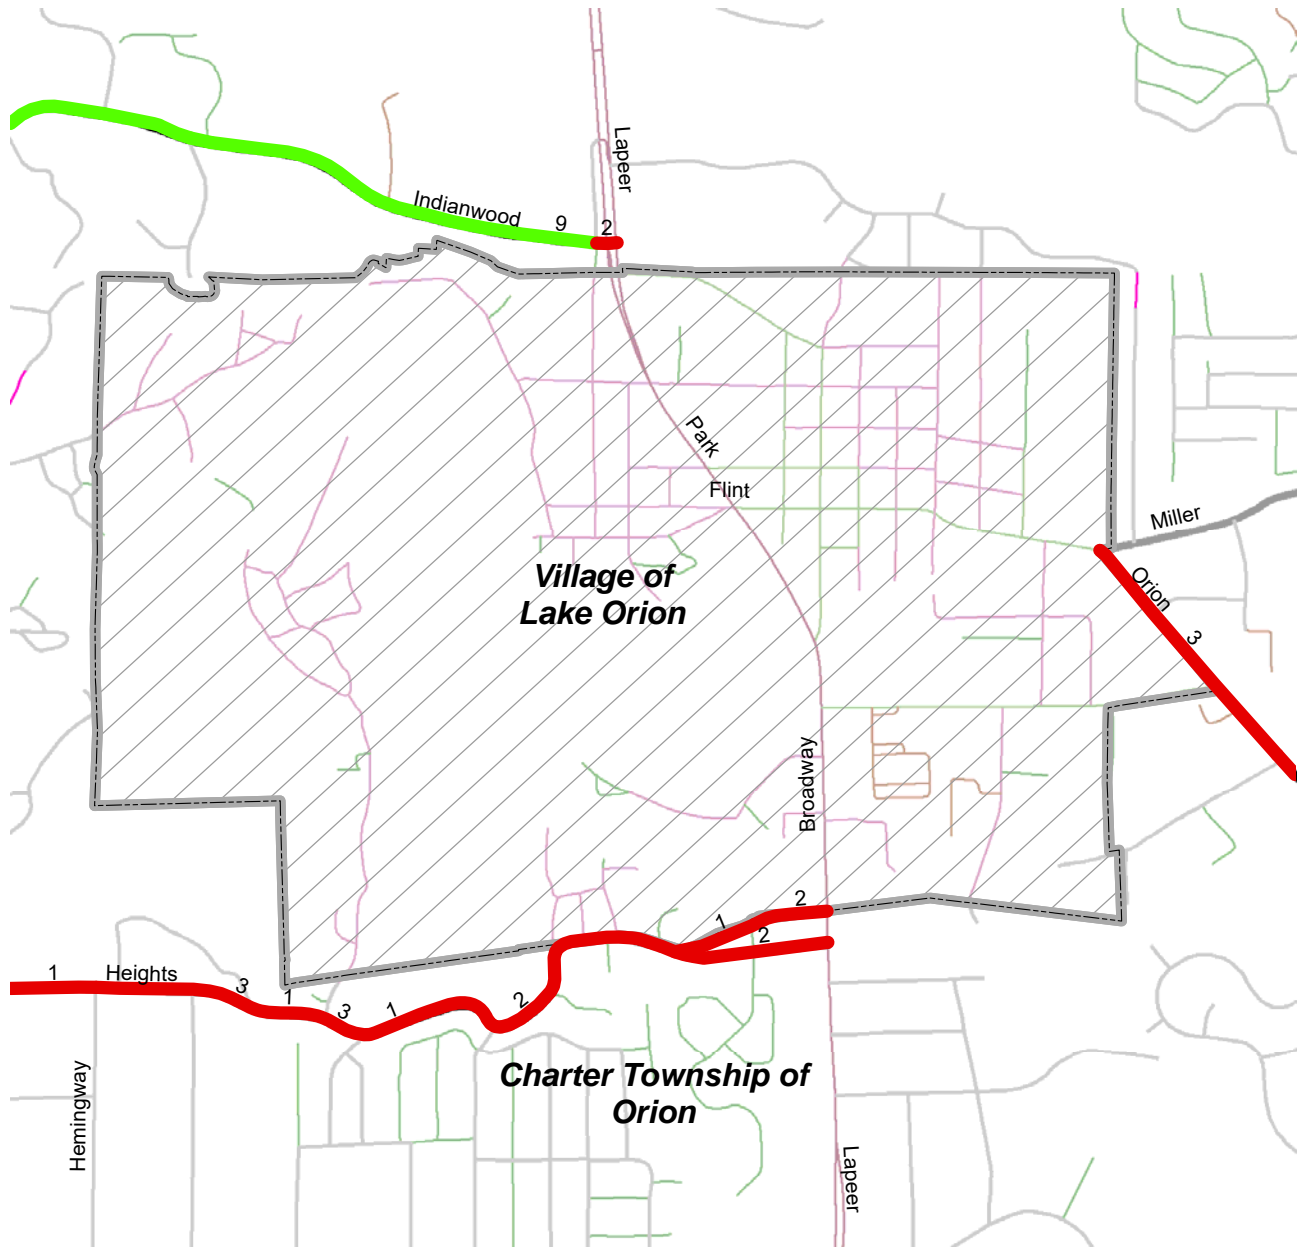 Lapeer
Indianwood
9
2
Park
Flint
Miller
Village of
Lake Orion
Orion
3
Broadway
2
1
2
1
Heights
3
1
3
1
2
Hemingway
Charter Township of
Orion
Lapeer